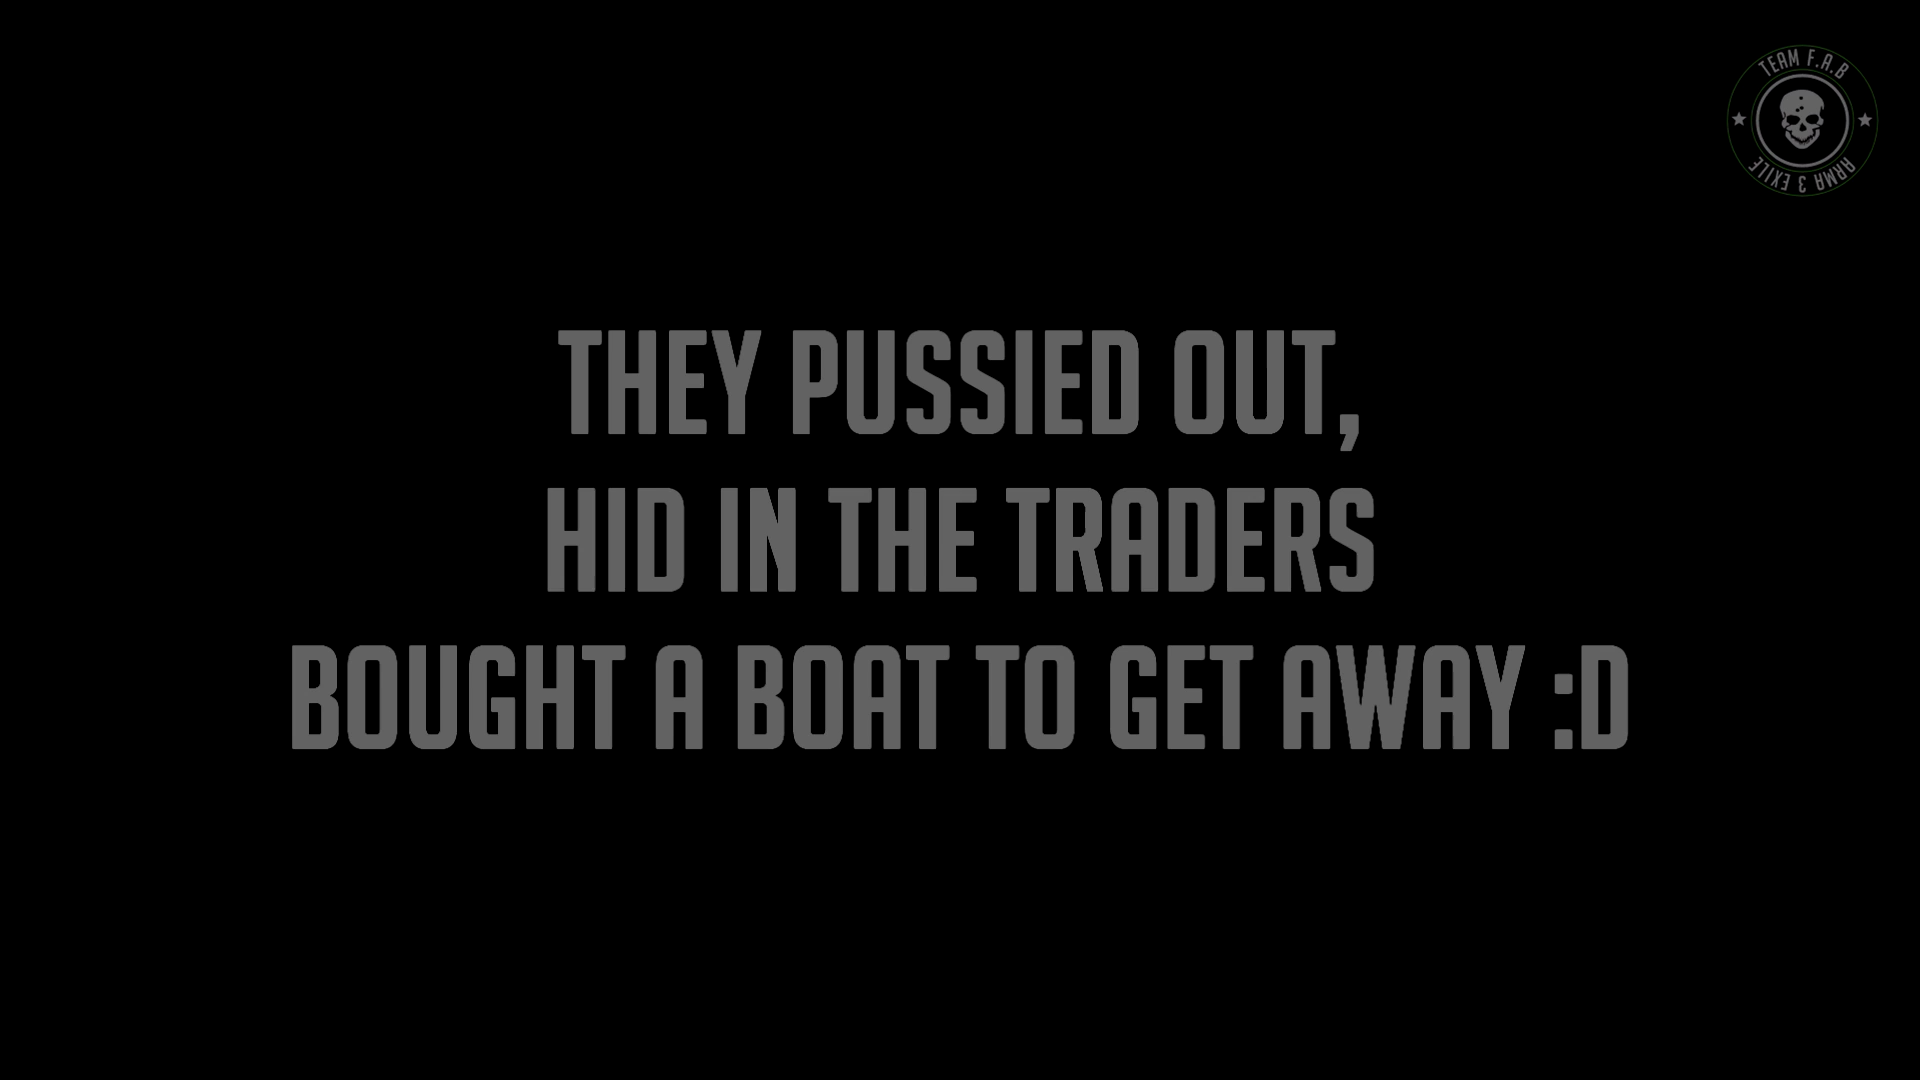 TEAM F.A.B
ARMA 3 EXILE
THEY PUSSIED OUT,
HID IN THE TRADERS
BOUGHT A BOAT TO GET AWAY :D